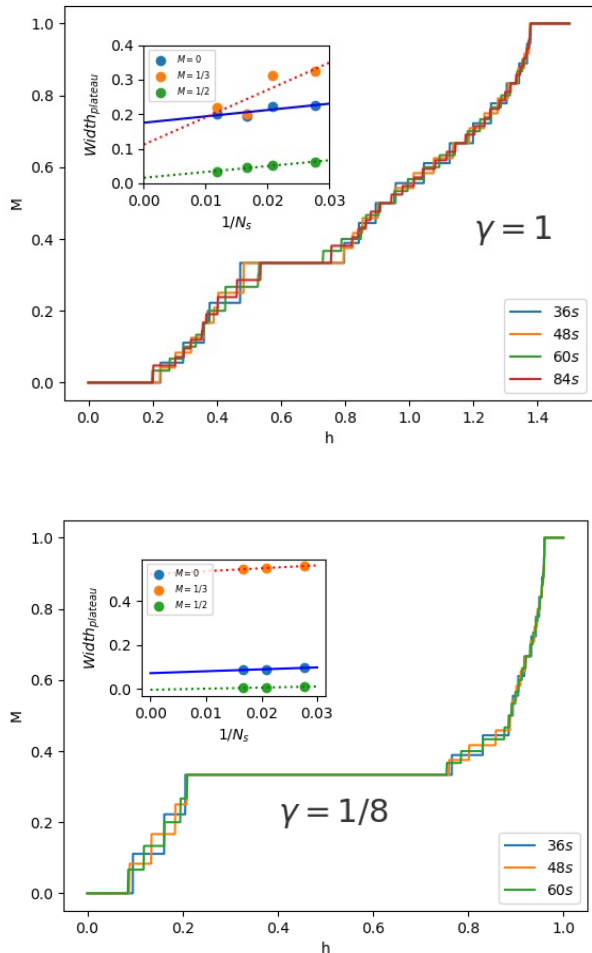 1.0
0.8
0.6
0.4
0.2
0.0
M
0.4
0.3
0.2
0.1
0.0
Width_plateau
M = 0
M = 1/3
M = 1/2
0.00 0.01 0.02 0.03
1/N_s
γ = 1
36s
48s
60s
84s
0.0 0.2 0.4 0.6 0.8 1.0 1.2 1.4
h
1.0
0.8
0.6
0.4
0.2
0.0
M
0.4
0.2
0.0
Width_plateau
M = 0
M = 1/3
M = 1/2
0.00 0.01 0.02 0.03
1/N_s
γ = 1/8
36s
48s
60s
0.0 0.2 0.4 0.6 0.8 1.0
h